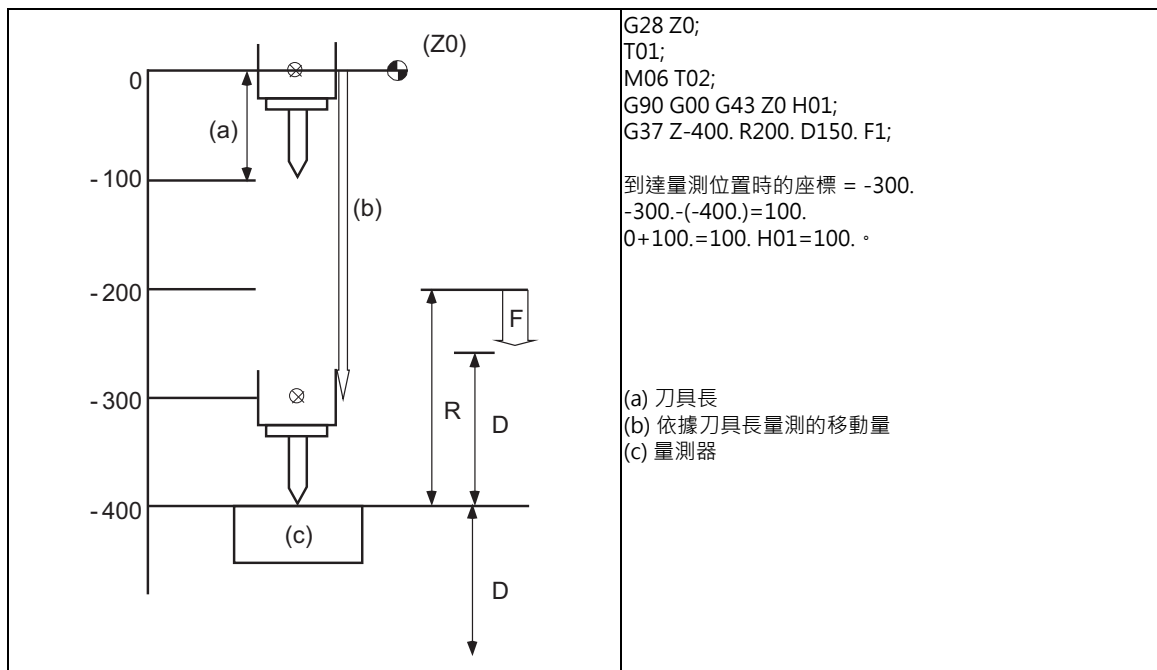 (Z0)
0
(a)
-100
(b)
-200
F
-300
R
D
-400
(c)
D
G28 Z0;
T01;
M06 T02;
G90 G00 G43 Z0 H01;
G37 Z-400. R200. D150. F1;
到達量測位置時的座標 = -300.
-300.-(-400.)=100.
0+100.=100. H01=100.。
(a) 刀具長
(b) 依據刀具長量測的移動量
(c) 量測器